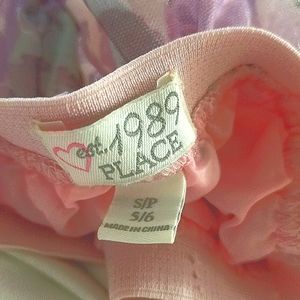 est. 1989
PLACE
S/P
5/6
MADE IN CHINA